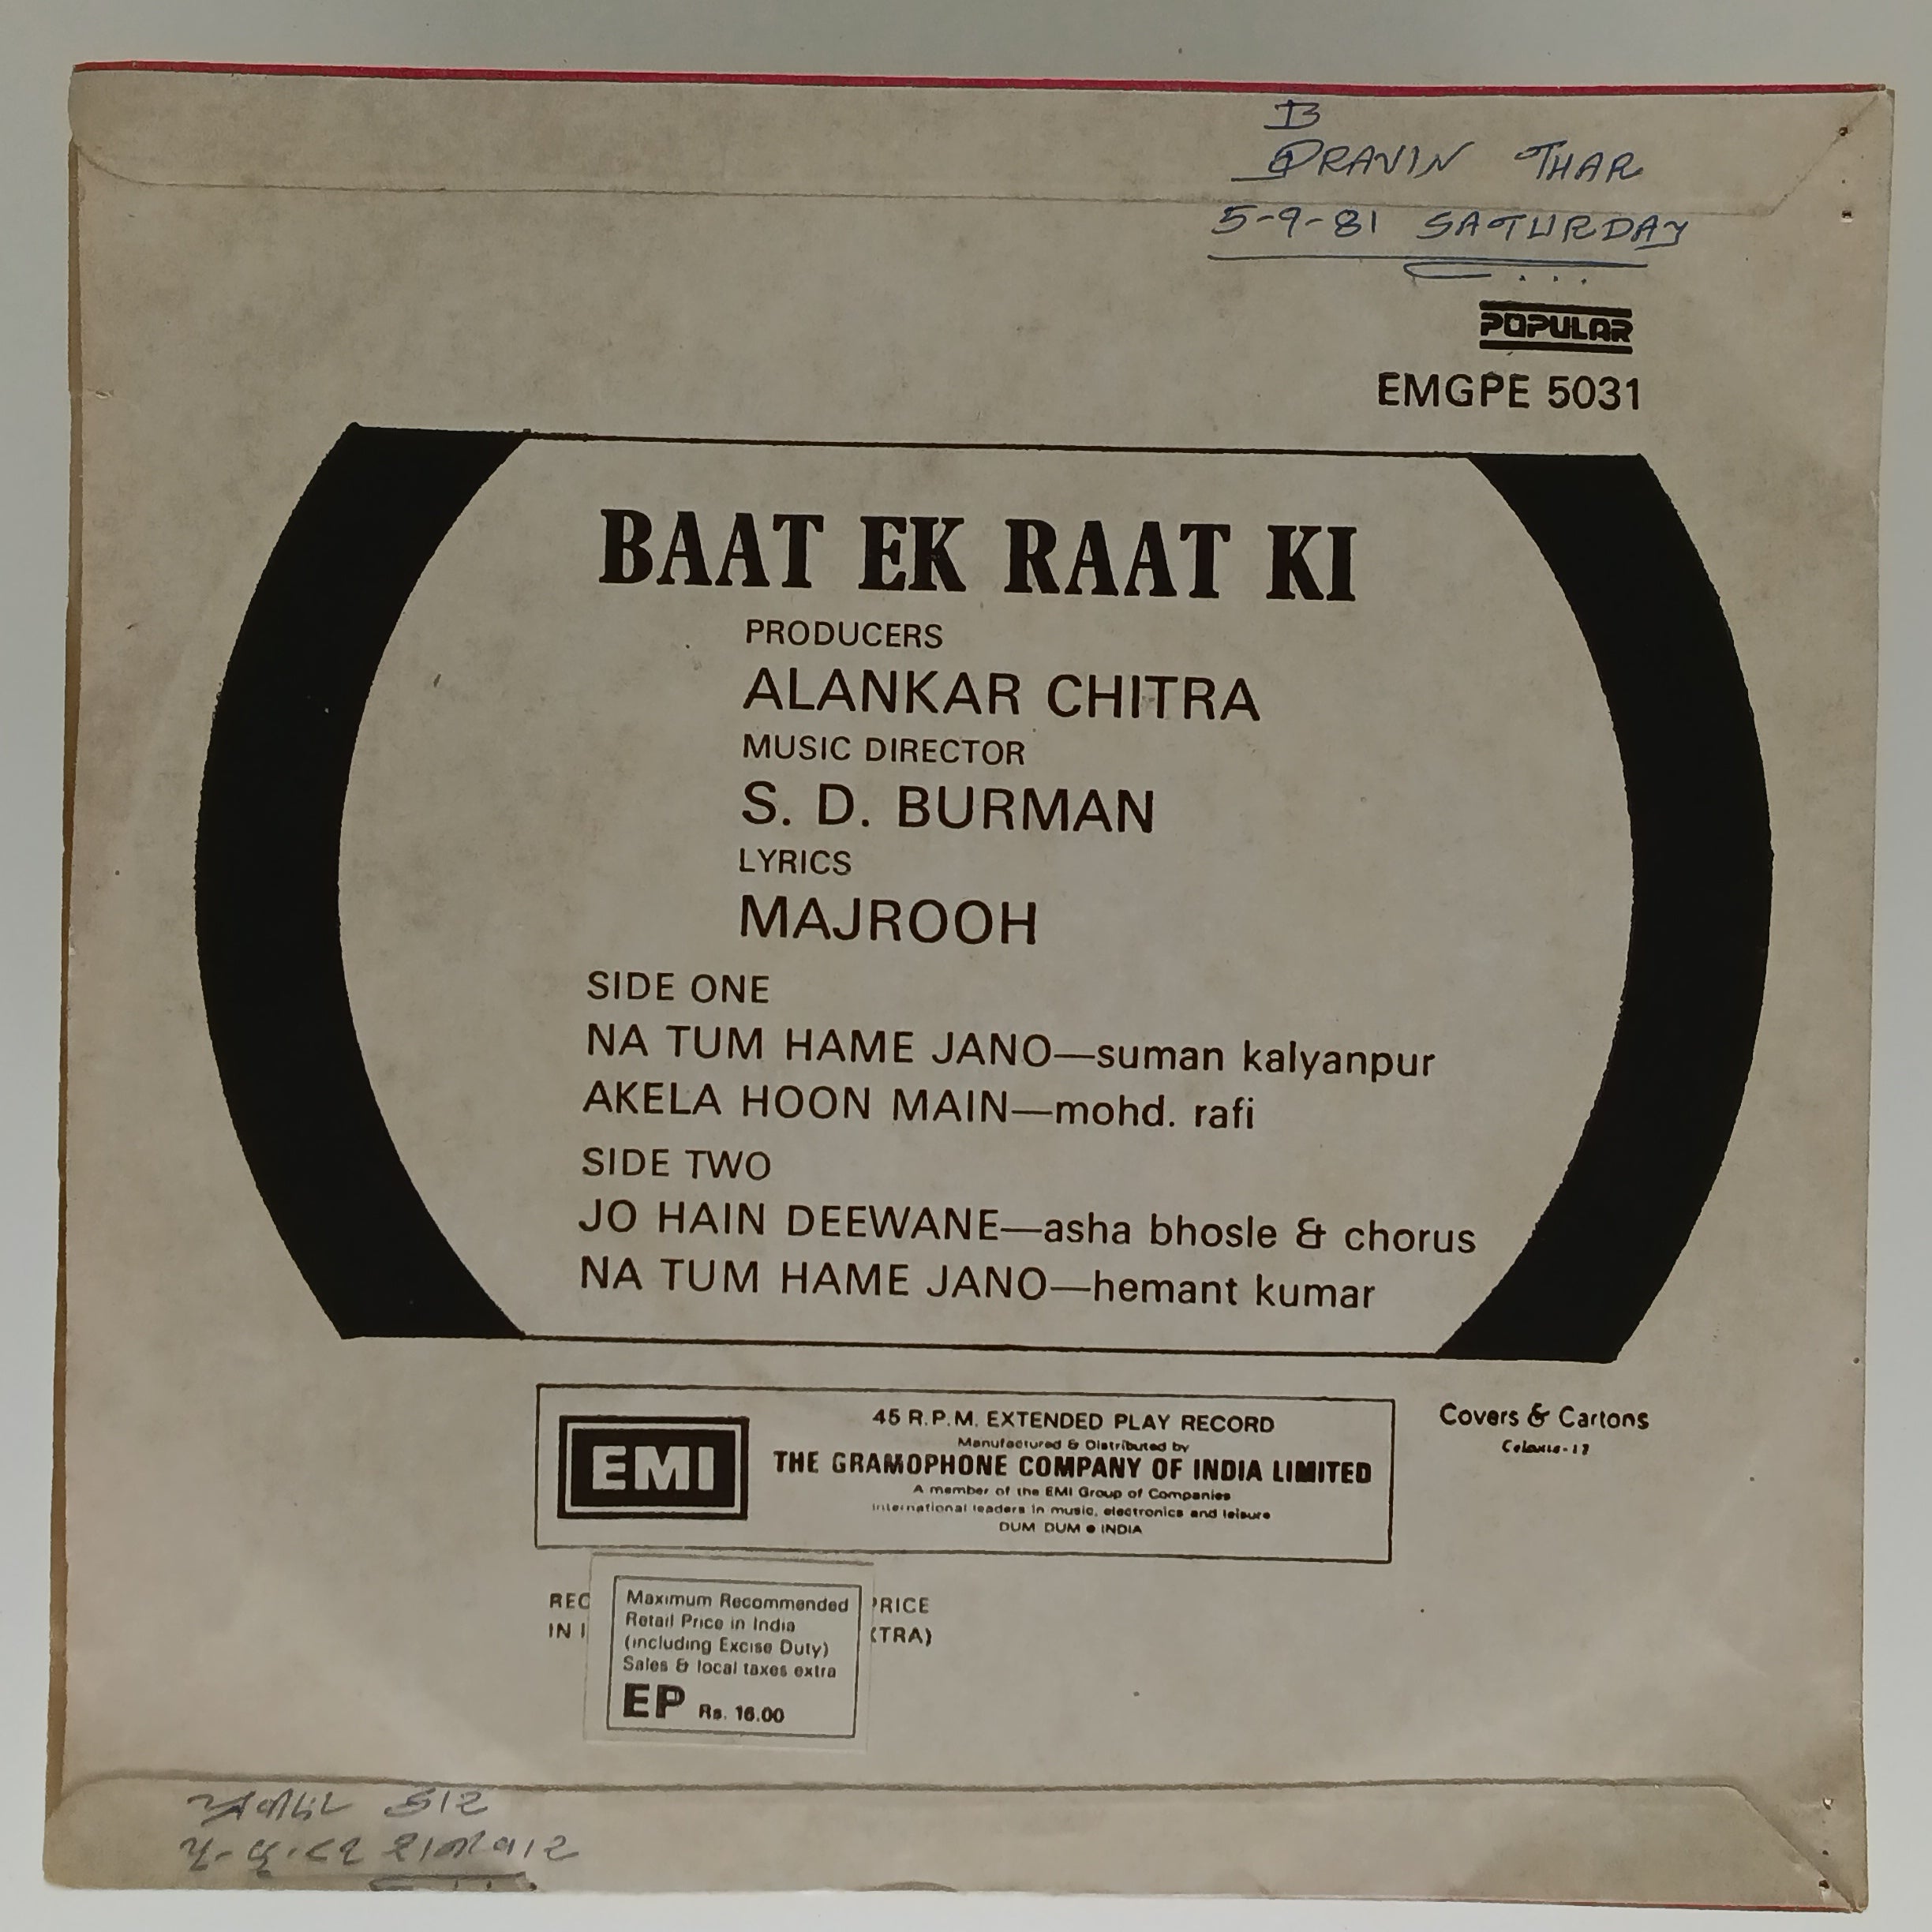 B
PRAVIN THAR
5-9-81 SATURDAY
POPULAR
EMGPE 5031
BAAT EK RAAT KI
PRODUCERS
ALANKAR CHITRA
MUSIC DIRECTOR
S. D. BURMAN
LYRICS
MAJROOH
SIDE ONE
NA TUM HAME JANO—suman kalyanpur
AKELA HOON MAIN—mohd. rafi
SIDE TWO
JO HAIN DEEWANE—asha bhosle & chorus
NA TUM HAME JANO—hemant kumar
EMI
45 R.P.M. EXTENDED PLAY RECORD
Manufactured & Distributed by
THE GRAMOPHONE COMPANY OF INDIA LIMITED
A member of the EMI Group of Companies
International leaders in music, electronics and leisure
DUM DUM ● INDIA
Covers & Cartons
REC PRICE
IN I XTRA)
Maximum Recommended
Retail Price in India
(including Excise Duty)
Sales & local taxes extra
EP Rs. 16.00
શનીવાર